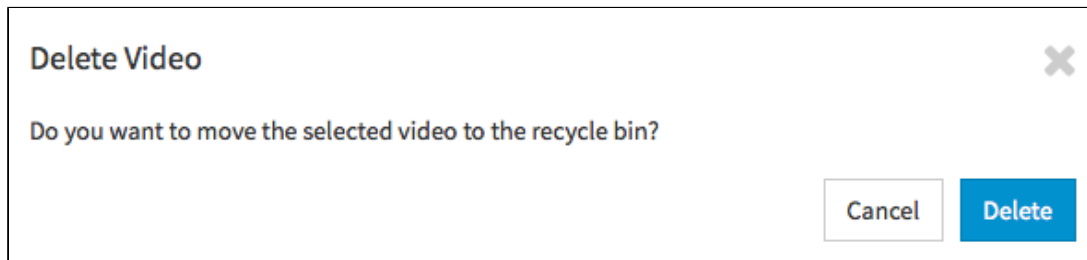 Delete Video
Do you want to move the selected video to the recycle bin?
Cancel
Delete